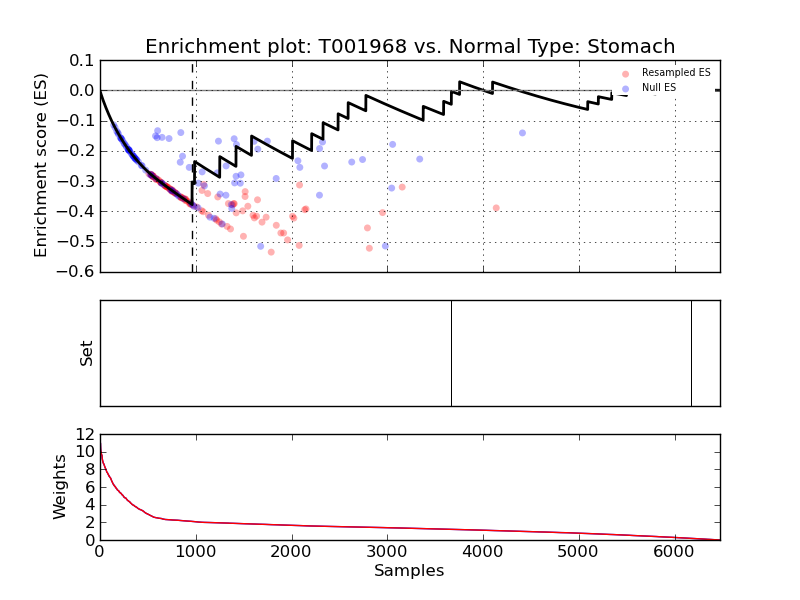 Enrichment plot: T001968 vs. Normal Type: Stomach
Enrichment score (ES)
0.1
0.0
−0.1
−0.2
−0.3
−0.4
−0.5
−0.6
Resampled ES
Null ES
Set
Weights
12
10
8
6
4
2
0
0 1000 2000 3000 4000 5000 6000
Samples